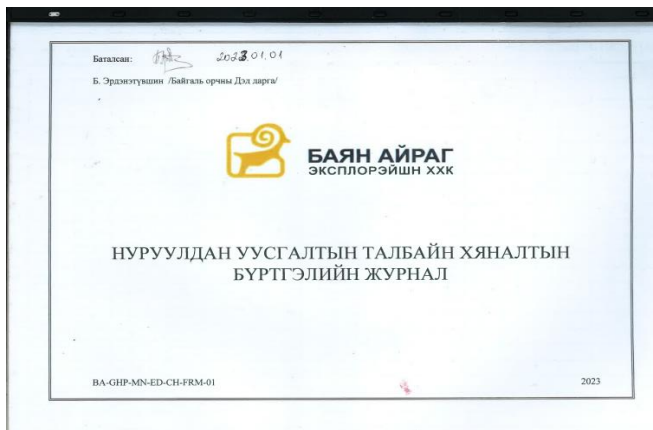 Баталсан: 2023.01.01
Б. Эрдэнэтүвшин /Байгаль орчны Дэд дарга/
БАЯН АЙРАГ
ЭКСПЛОРЭЙШН ХХК
НУРУУЛДАН УУСГАЛТЫН ТАЛБАЙН ХЯНАЛТЫН
БҮРТГЭЛИЙН ЖУРНАЛ
BA-GHP-MN-ED-CH-FRM-01 2023